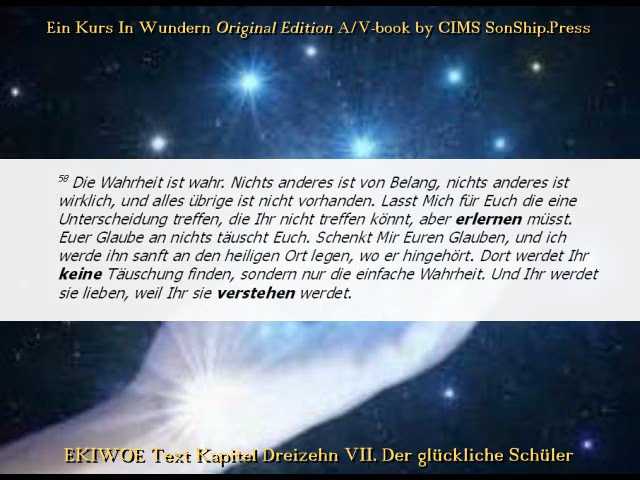 Ein Kurs In Wundern Original Edition A/V-book by CIMS SonShip.Press
58 Die Wahrheit ist wahr. Nichts anderes ist von Belang, nichts anderes ist
wirklich, und alles übrige ist nicht vorhanden. Lasst Mich für Euch die eine
Unterscheidung treffen, die Ihr nicht treffen könnt, aber erlernen müsst.
Euer Glaube an nichts täuscht Euch. Schenkt Mir Euren Glauben, und ich
werde ihn sanft an den heiligen Ort legen, wo er hingehört. Dort werdet Ihr
keine Täuschung finden, sondern nur die einfache Wahrheit. Und Ihr werdet
sie lieben, weil Ihr sie verstehen werdet.
EKIWOE Text Kapitel Dreizehn VII. Der glückliche Schüler